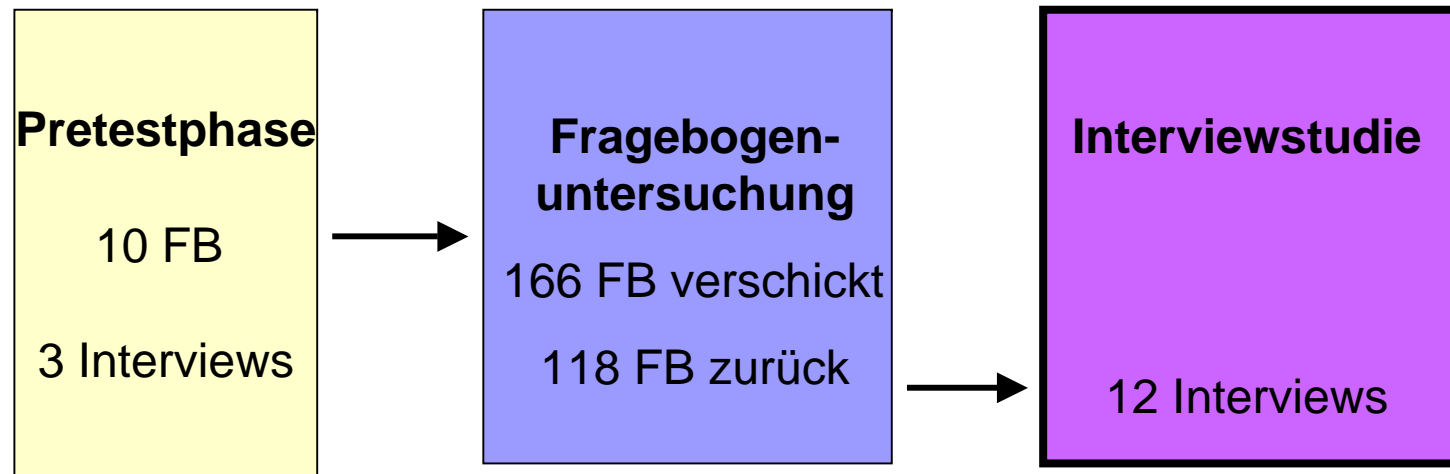 Pretestphase
10 FB
3 Interviews
Fragebogen-
untersuchung
166 FB verschickt
118 FB zurück
Interviewstudie
12 Interviews